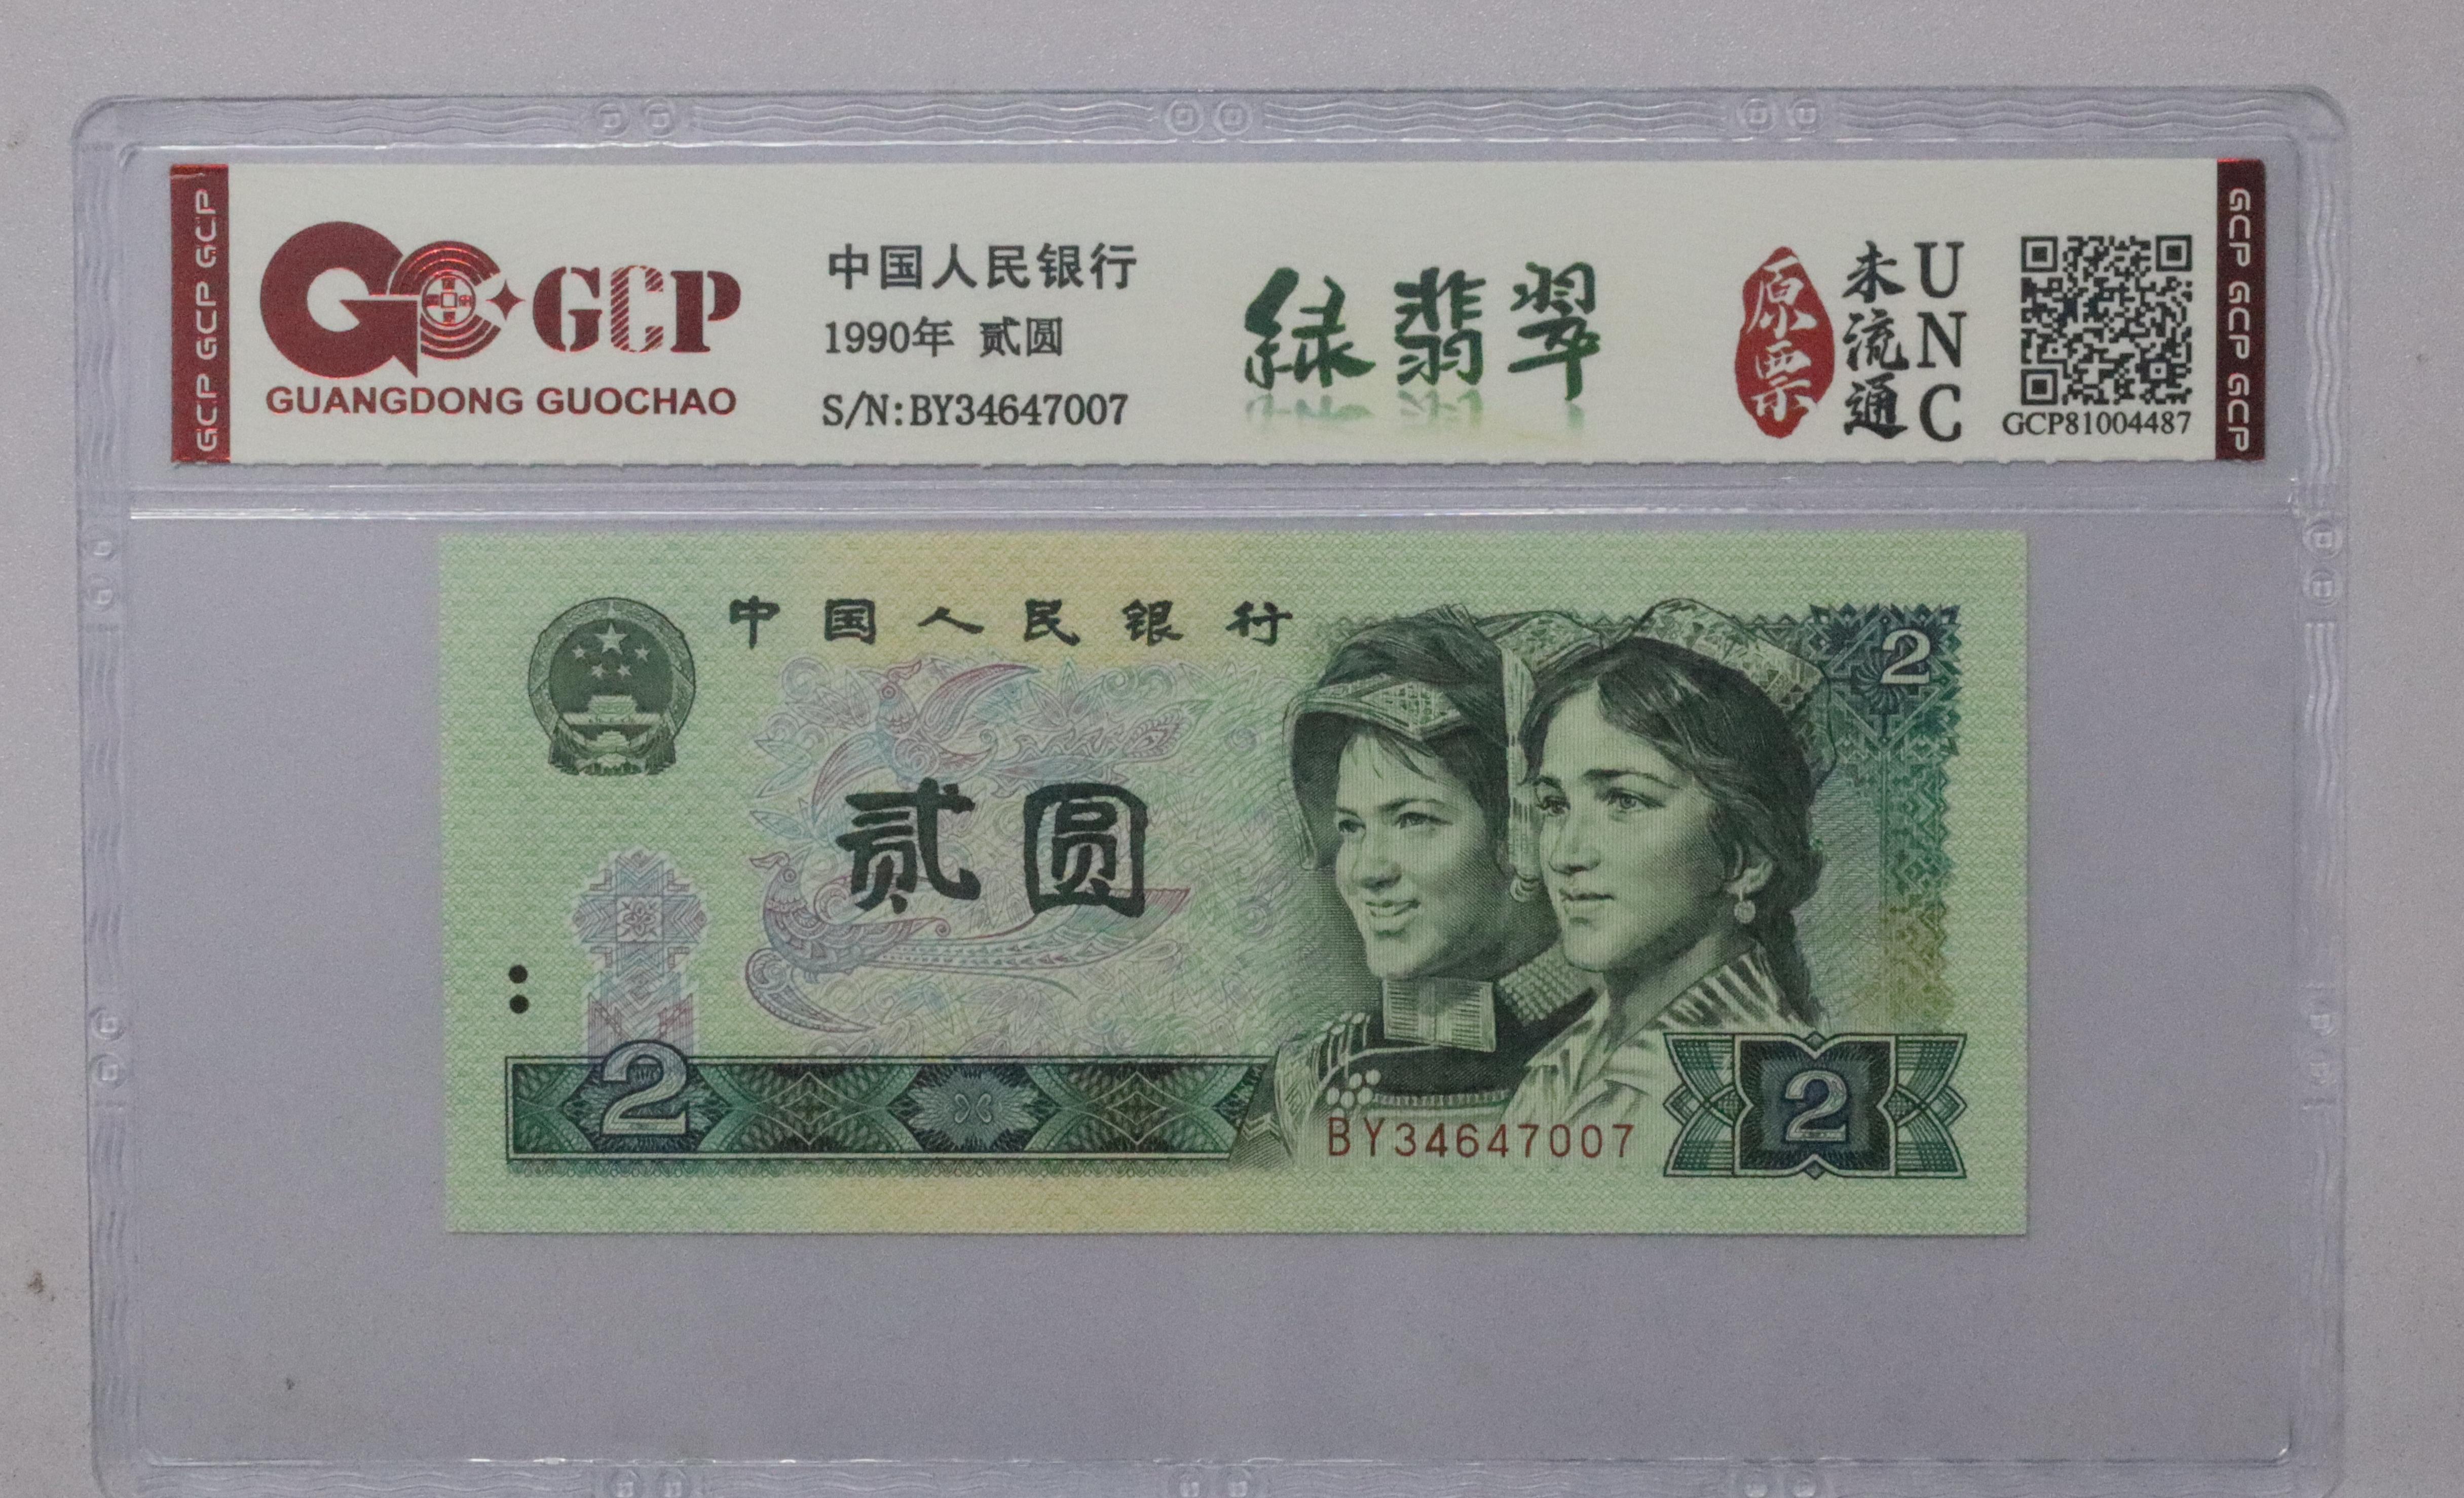 GCP GCP GCP
GCP
GUANGDONG GUOCHAO
中国人民银行
1990年 贰圆
S/N:BY34647007
绿翡翠
原票
未流通
UNC
GCP81004487
GCP GCP GCP
中国人民银行
2
贰圆
2
BY34647007
2